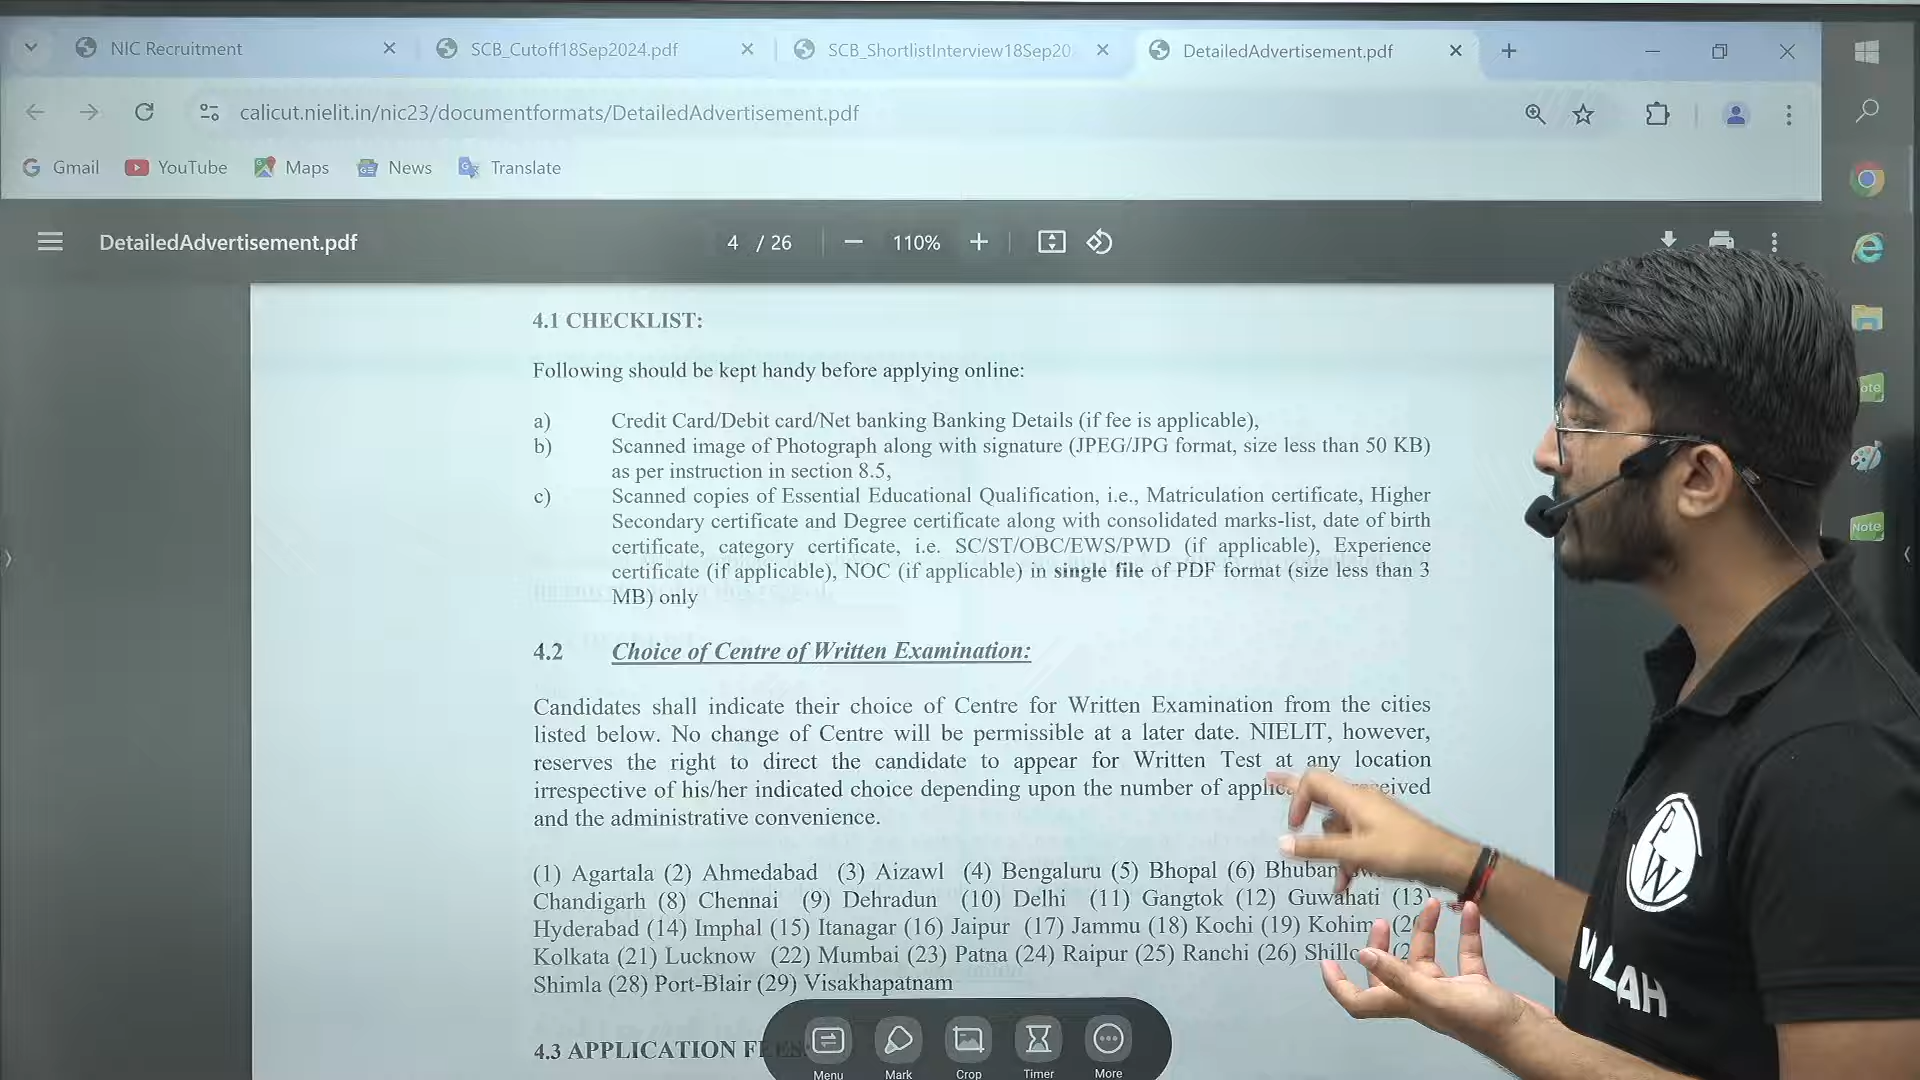 NIC Recruitment
SCB_Cutoff18Sep2024.pdf
SCB_ShortlistInterview18Sep20
DetailedAdvertisement.pdf
calicut.nielit.in/nic23/documentformats/DetailedAdvertisement.pdf
Gmail YouTube Maps News Translate
DetailedAdvertisement.pdf 4 / 26 110%
4.1 CHECKLIST:
Following should be kept handy before applying online:
a) Credit Card/Debit card/Net banking Banking Details (if fee is applicable),
b) Scanned image of Photograph along with signature (JPEG/JPG format, size less than 50 KB)
as per instruction in section 8.5,
c) Scanned copies of Essential Educational Qualification, i.e., Matriculation certificate, Higher
Secondary certificate and Degree certificate along with consolidated marks-list, date of birth
certificate, category certificate, i.e. SC/ST/OBC/EWS/PWD (if applicable), Experience
certificate (if applicable), NOC (if applicable) in single file of PDF format (size less than 3
MB) only
4.2 Choice of Centre of Written Examination:
Candidates shall indicate their choice of Centre for Written Examination from the cities
listed below. No change of Centre will be permissible at a later date. NIELIT, however,
reserves the right to direct the candidate to appear for Written Test at any location
irrespective of his/her indicated choice depending upon the number of applic received
and the administrative convenience.
(1) Agartala (2) Ahmedabad (3) Aizawl (4) Bengaluru (5) Bhopal (6) Bhuban
Chandigarh (8) Chennai (9) Dehradun (10) Delhi (11) Gangtok (12) Guwahati (13)
Hyderabad (14) Imphal (15) Itanagar (16) Jaipur (17) Jammu (18) Kochi (19) Kohim (20
Kolkata (21) Lucknow (22) Mumbai (23) Patna (24) Raipur (25) Ranchi (26) Shillo (2
Shimla (28) Port-Blair (29) Visakhapatnam
4.3 APPLICATION FEES:
Menu Mark Crop Timer More
ote
Note
PW
WALAH